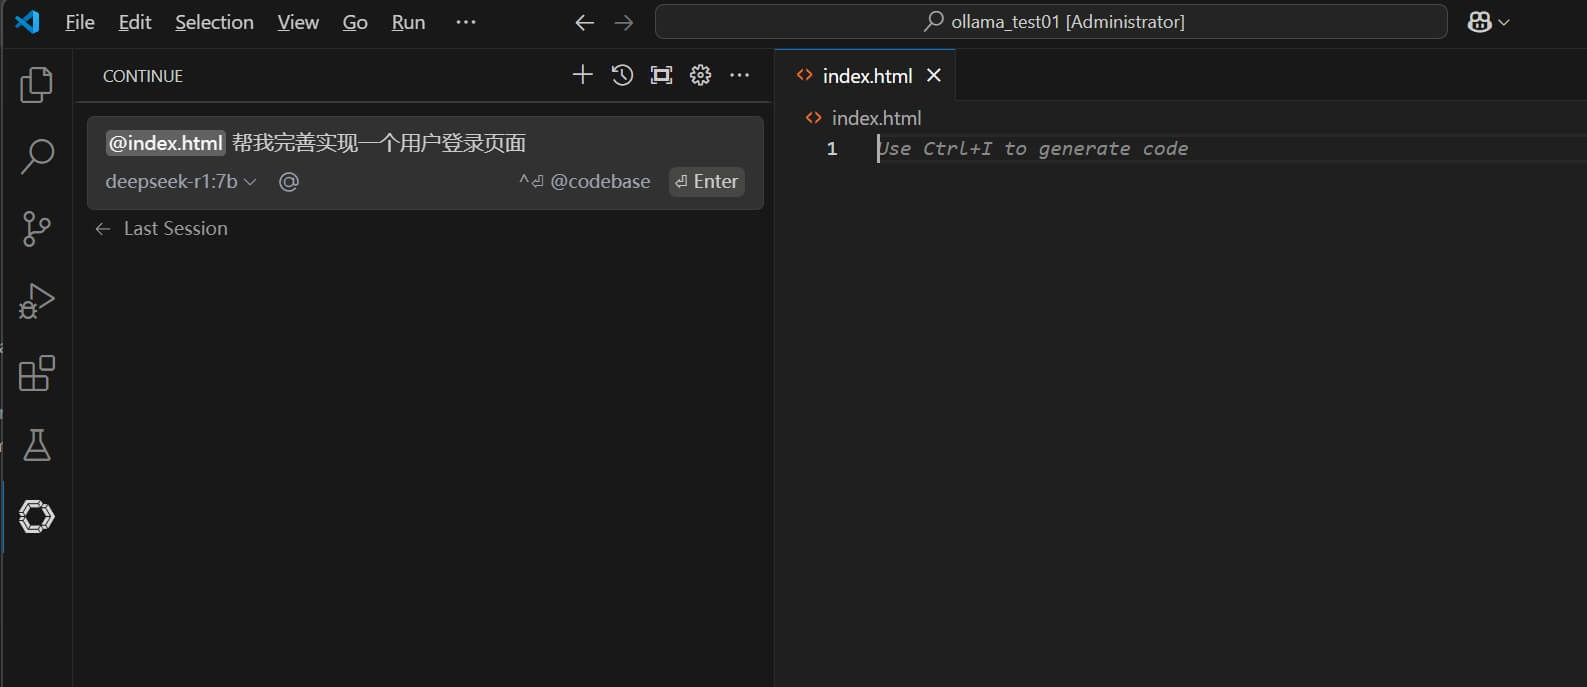 File Edit Selection View Go Run ···
ollama_test01 [Administrator]
CONTINUE
@index.html 帮我完善实现一个用户登录页面
deepseek-r1:7b @ ^⏎ @codebase ⏎ Enter
← Last Session
index.html
index.html
1 Use Ctrl+I to generate code